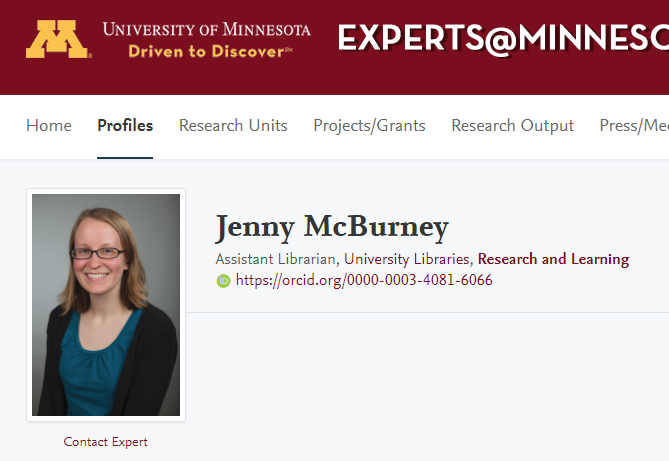 M
UNIVERSITY OF MINNESOTA
Driven to Discover℠
EXPERTS@MINNESO
Home Profiles Research Units Projects/Grants Research Output Press/Me
Jenny McBurney
Assistant Librarian, University Libraries, Research and Learning
iD https://orcid.org/0000-0003-4081-6066
Contact Expert